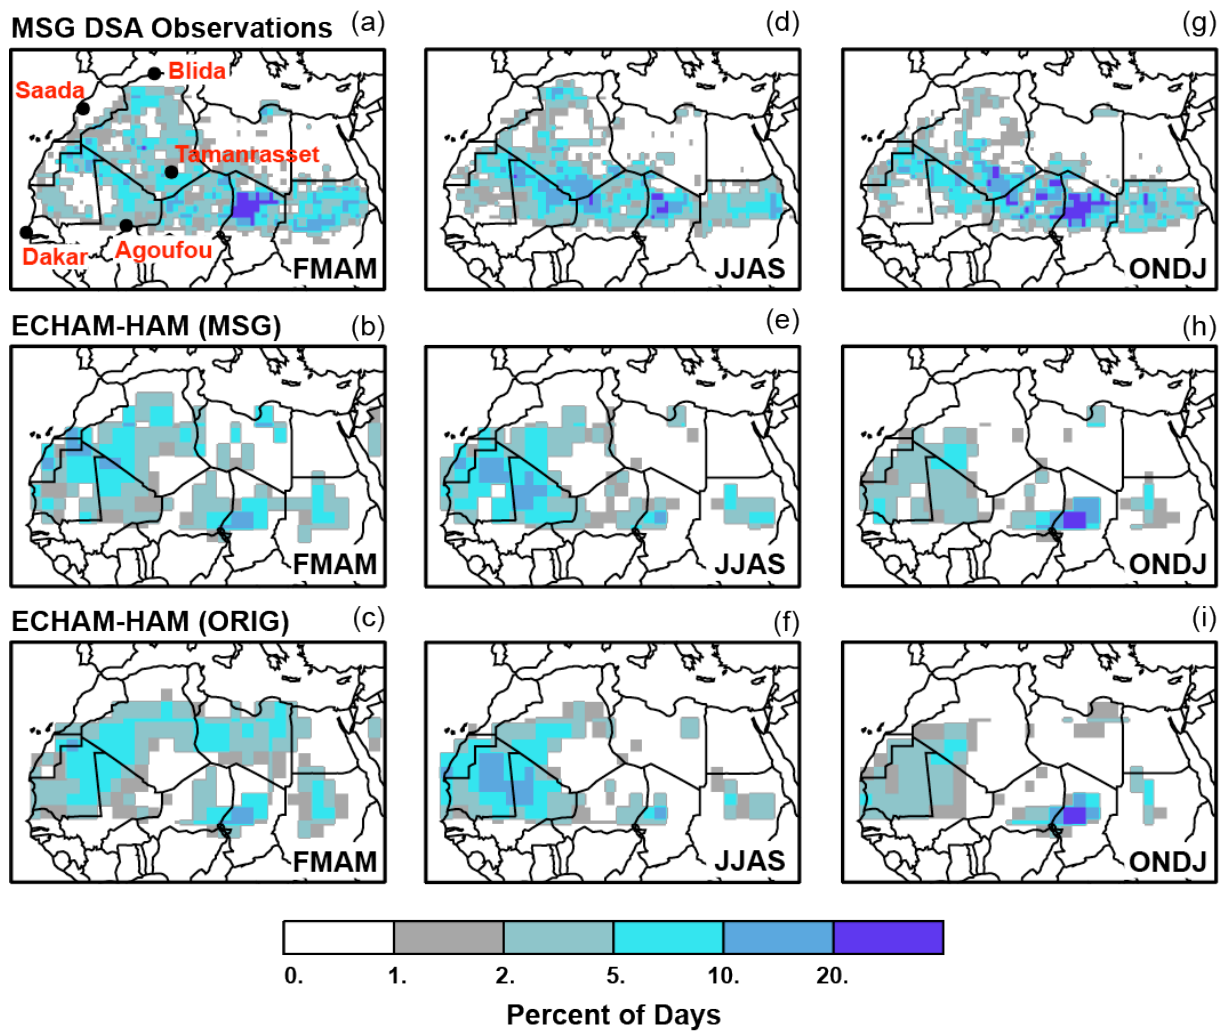 MSG DSA Observations (a)
(d)
(g)
Blida
Saada
Tamanrasset
Dakar
Agoufou
FMAM
JJAS
ONDJ
ECHAM-HAM (MSG) (b)
(e)
(h)
FMAM
JJAS
ONDJ
ECHAM-HAM (ORIG) (c)
(f)
(i)
FMAM
JJAS
ONDJ
0. 1. 2. 5. 10. 20.
Percent of Days